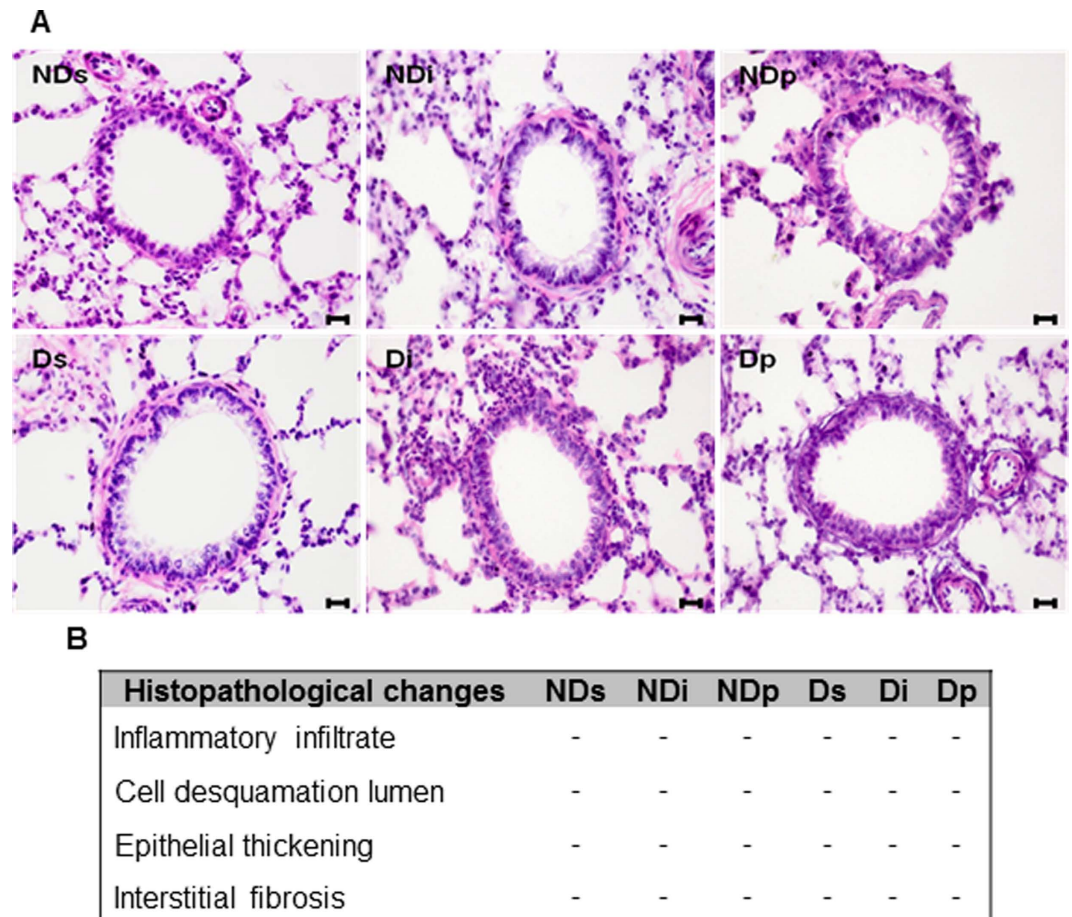 A
NDs NDi NDp
Ds Di Dp
B
Histopathological changes NDs NDi NDp Ds Di Dp
Inflammatory infiltrate - - - - - -
Cell desquamation lumen - - - - - -
Epithelial thickening - - - - - -
Interstitial fibrosis - - - - - -